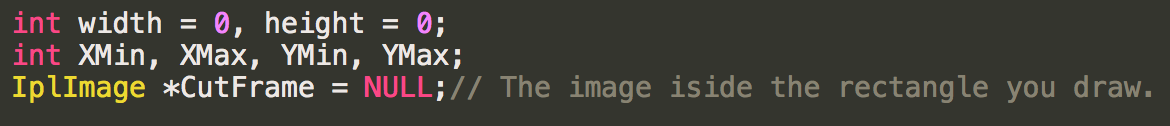 int width = 0, height = 0;
int XMin, XMax, YMin, YMax;
IplImage *CutFrame = NULL;// The image iside the rectangle you draw.